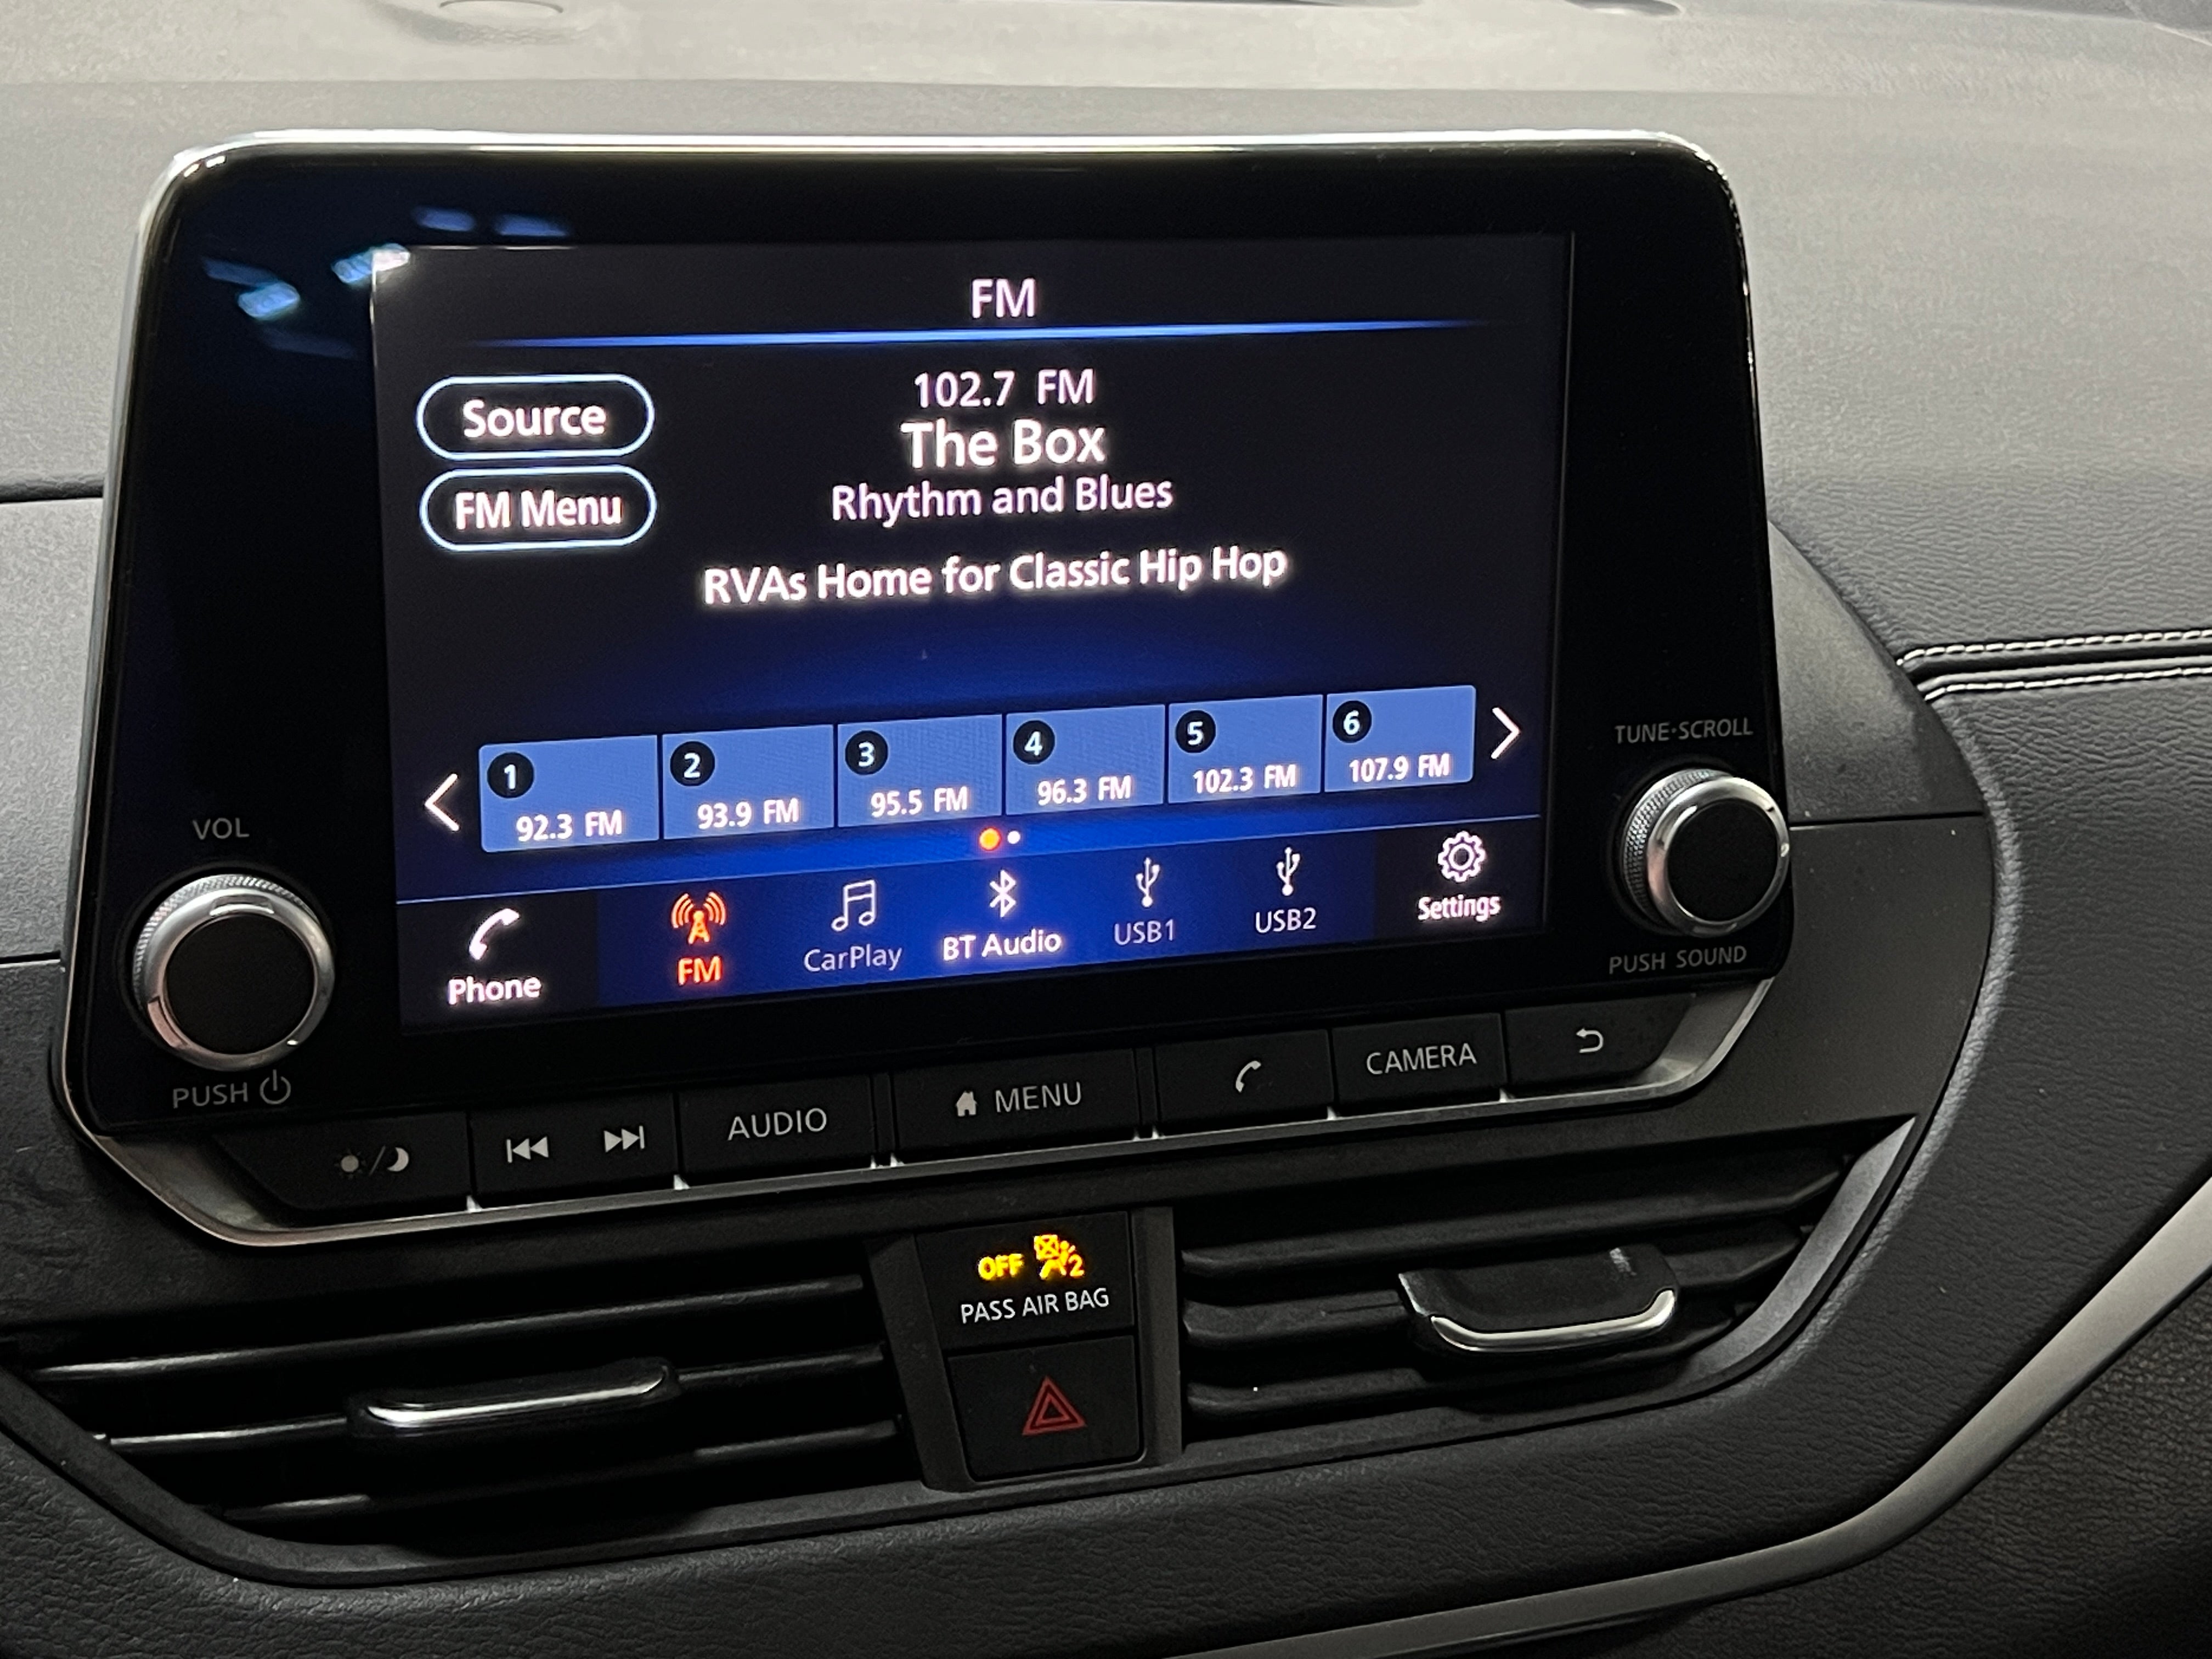 FM
Source
FM Menu
102.7 FM
The Box
Rhythm and Blues
RVAs Home for Classic Hip Hop
1
92.3 FM
2
93.9 FM
3
95.5 FM
4
96.3 FM
5
102.3 FM
6
107.9 FM
Phone
FM
CarPlay
BT Audio
USB1
USB2
Settings
VOL
PUSH
TUNE·SCROLL
PUSH SOUND
AUDIO
MENU
CAMERA
OFF 2
PASS AIR BAG